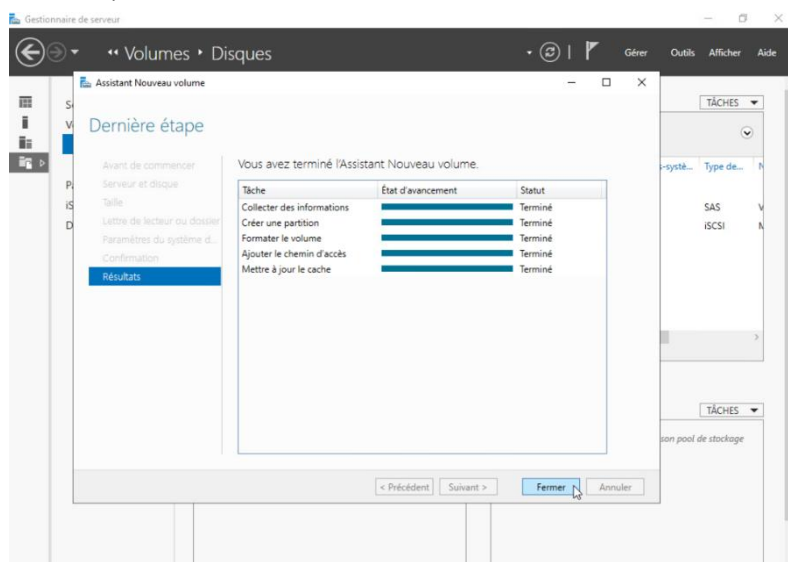 Gestionnaire de serveur
Volumes Disques
Gérer Outils Afficher Aide
Assistant Nouveau volume
TÂCHES
Dernière étape
Avant de commencer
Serveur et disque
Taille
Lettre de lecteur ou dossier
Paramètres du système d...
Confirmation
Résultats
Vous avez terminé l'Assistant Nouveau volume.
Tâche État d'avancement Statut
Collecter des informations Terminé
Créer une partition Terminé
Formater le volume Terminé
Ajouter le chemin d'accès Terminé
Mettre à jour le cache Terminé
s-systè... Type de...
SAS
iSCSI
TÂCHES
son pool de stockage
< Précédent Suivant > Fermer Annuler